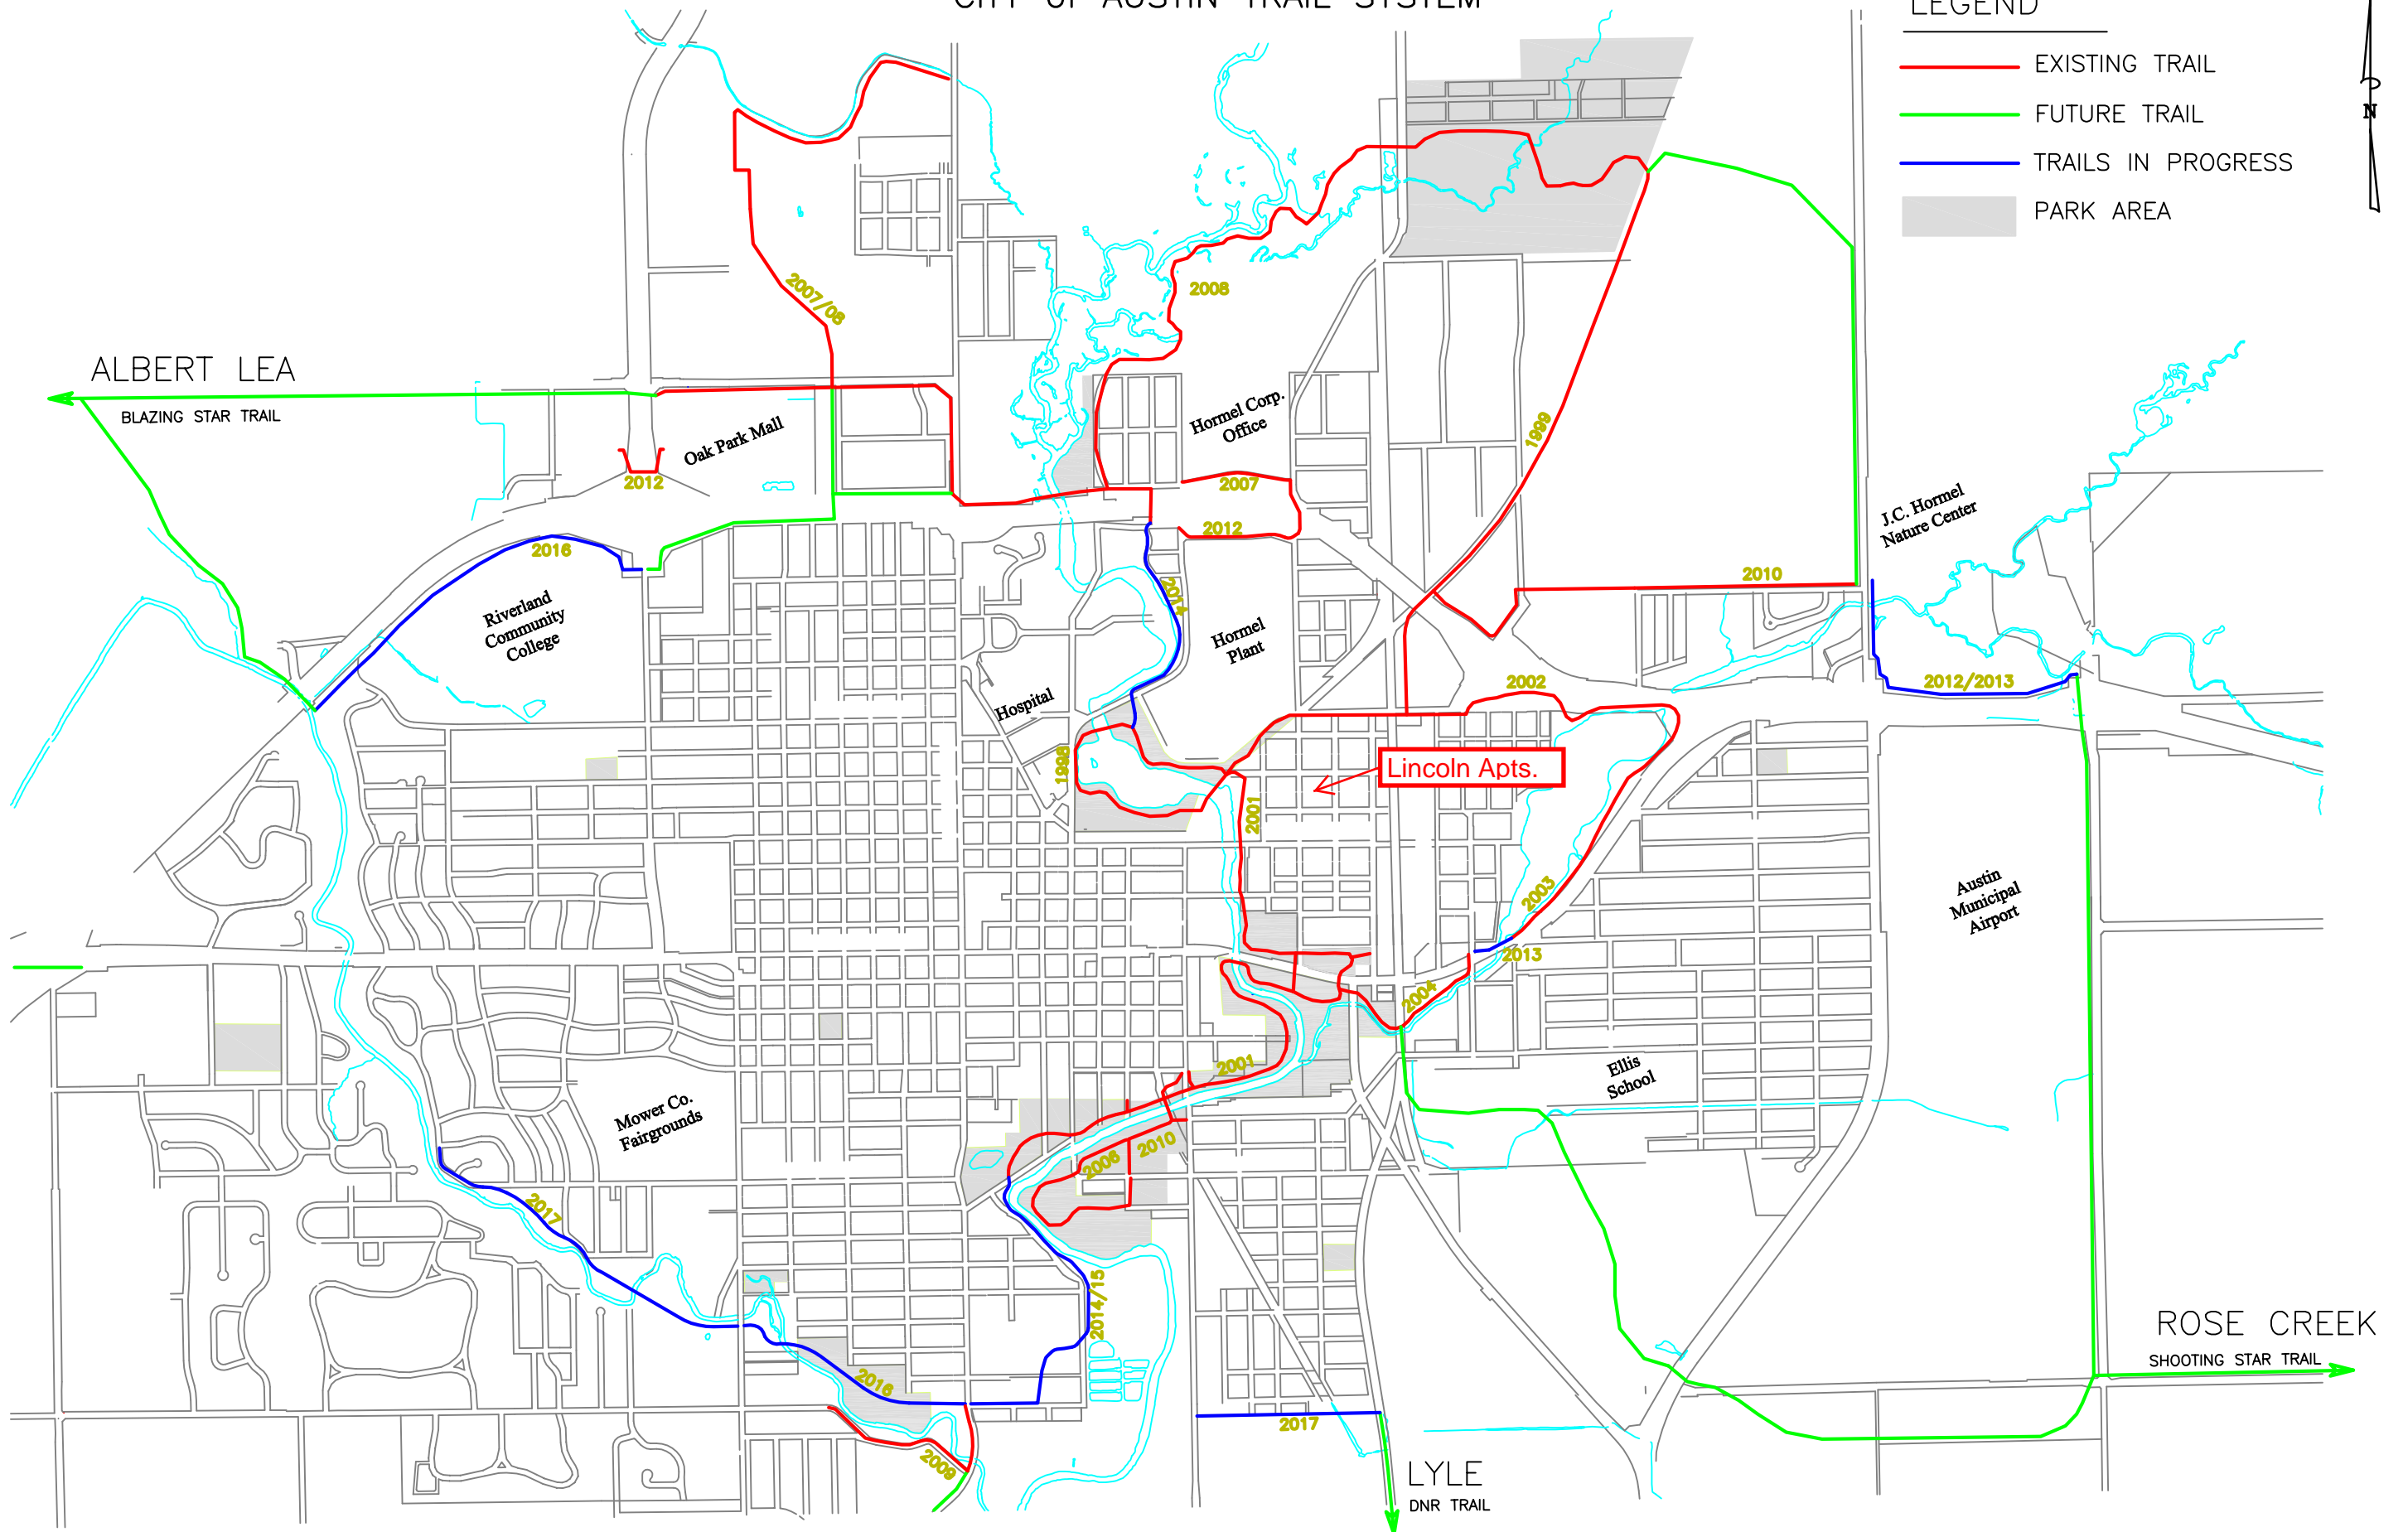 CITY OF AUSTIN TRAIL SYSTEM
LEGEND
EXISTING TRAIL
FUTURE TRAIL
TRAILS IN PROGRESS
PARK AREA
N
2007/08
2008
ALBERT LEA
BLAZING STAR TRAIL
Oak Park Mall
2012
Hormel Corp.
Office
2007
2012
1999
J.C. Hormel
Nature Center
2016
Riverland
Community
College
2014
Hormel
Plant
2010
Hospital
2002
2012/2013
1998
Lincoln Apts.
2001
2003
Austin
Municipal
Airport
2013
2004
2001
Ellis
School
Mower Co.
Fairgrounds
2006
2010
2017
2014/15
ROSE CREEK
SHOOTING STAR TRAIL
2016
2017
2009
LYLE
DNR TRAIL